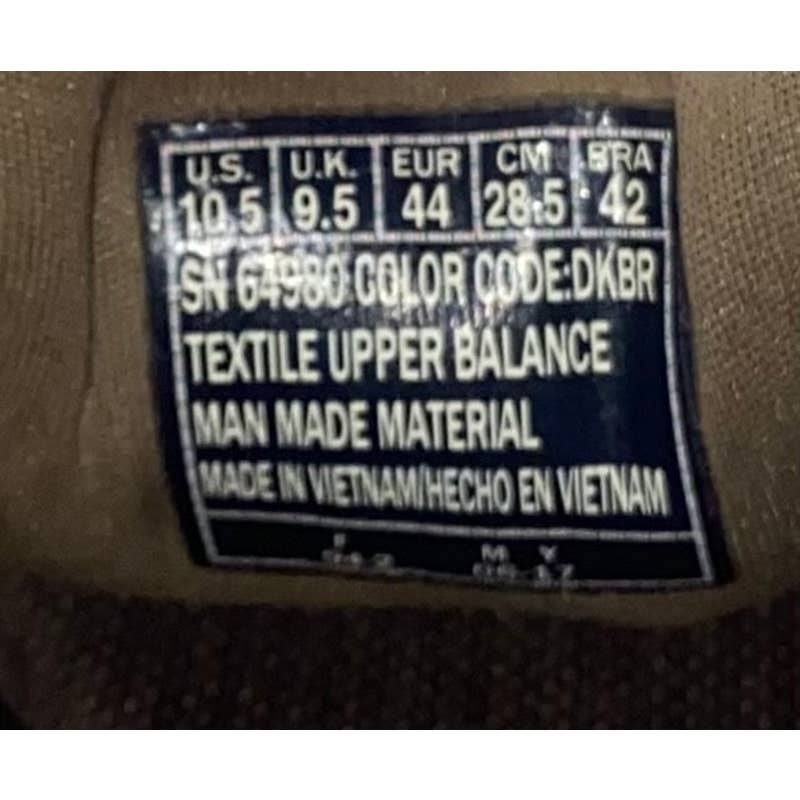 U.S. U.K. EUR CM BRA
10.5 9.5 44 28.5 42
SN 64980 COLOR CODE:DKBR
TEXTILE UPPER BALANCE
MAN MADE MATERIAL
MADE IN VIETNAM/HECHO EN VIETNAM
M Y